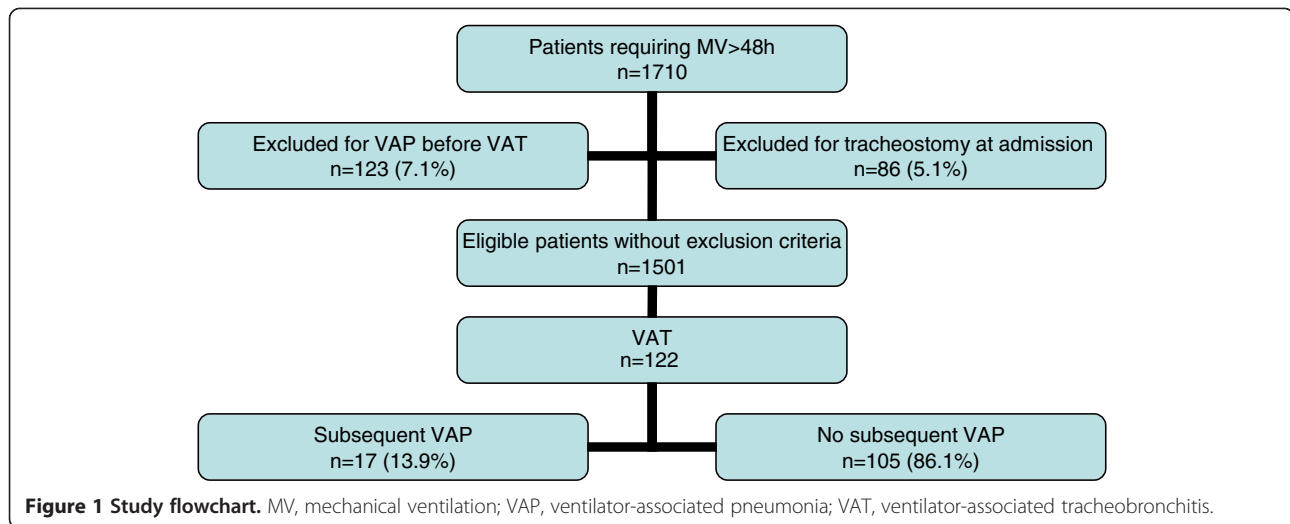 Patients requiring MV>48h
n=1710
Excluded for VAP before VAT
n=123 (7.1%)
Excluded for tracheostomy at admission
n=86 (5.1%)
Eligible patients without exclusion criteria
n=1501
VAT
n=122
Subsequent VAP
n=17 (13.9%)
No subsequent VAP
n=105 (86.1%)
Figure 1 Study flowchart. MV, mechanical ventilation; VAP, ventilator-associated pneumonia; VAT, ventilator-associated tracheobronchitis.